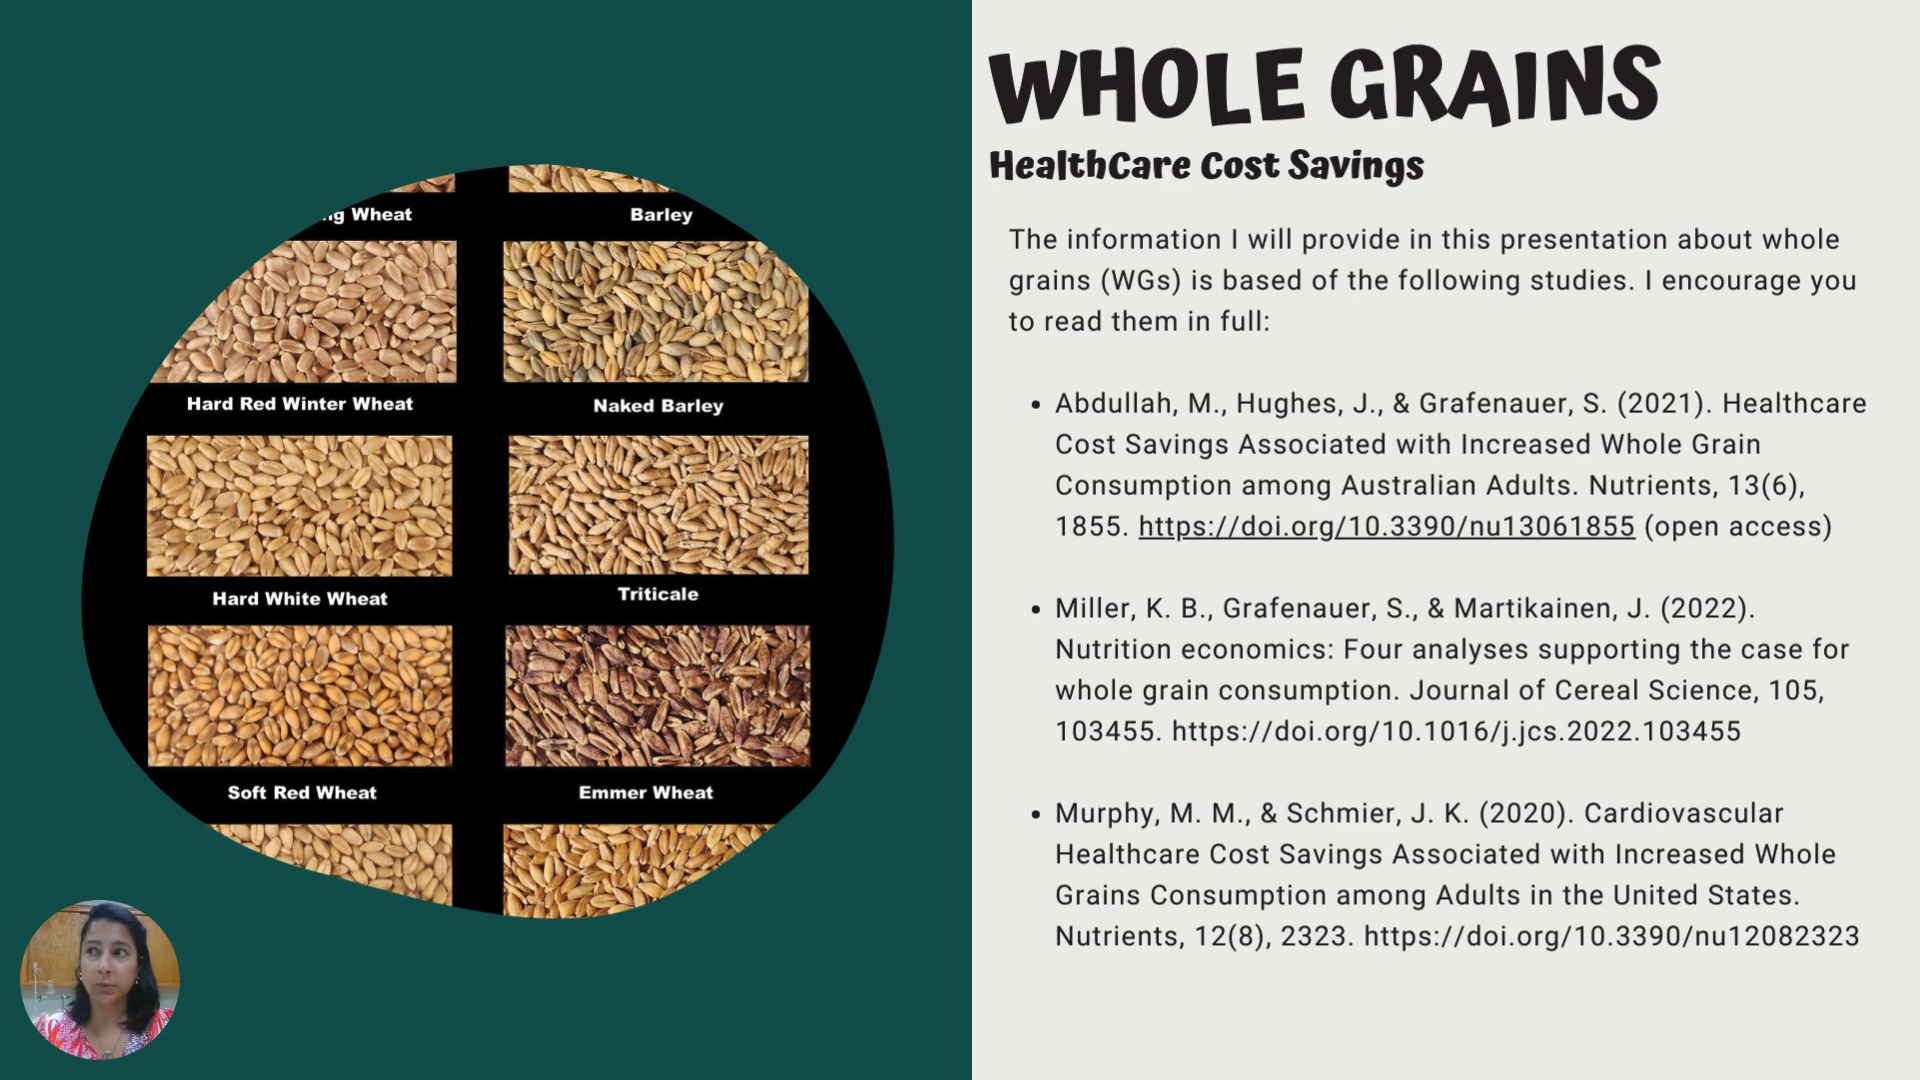 Wheat
Barley
Hard Red Winter Wheat
Naked Barley
Hard White Wheat
Triticale
Soft Red Wheat
Emmer Wheat
WHOLE GRAINS
HealthCare Cost Savings
The information I will provide in this presentation about whole
grains (WGs) is based of the following studies. I encourage you
to read them in full:
• Abdullah, M., Hughes, J., & Grafenauer, S. (2021). Healthcare
Cost Savings Associated with Increased Whole Grain
Consumption among Australian Adults. Nutrients, 13(6),
1855. https://doi.org/10.3390/nu13061855 (open access)
• Miller, K. B., Grafenauer, S., & Martikainen, J. (2022).
Nutrition economics: Four analyses supporting the case for
whole grain consumption. Journal of Cereal Science, 105,
103455. https://doi.org/10.1016/j.jcs.2022.103455
• Murphy, M. M., & Schmier, J. K. (2020). Cardiovascular
Healthcare Cost Savings Associated with Increased Whole
Grains Consumption among Adults in the United States.
Nutrients, 12(8), 2323. https://doi.org/10.3390/nu12082323